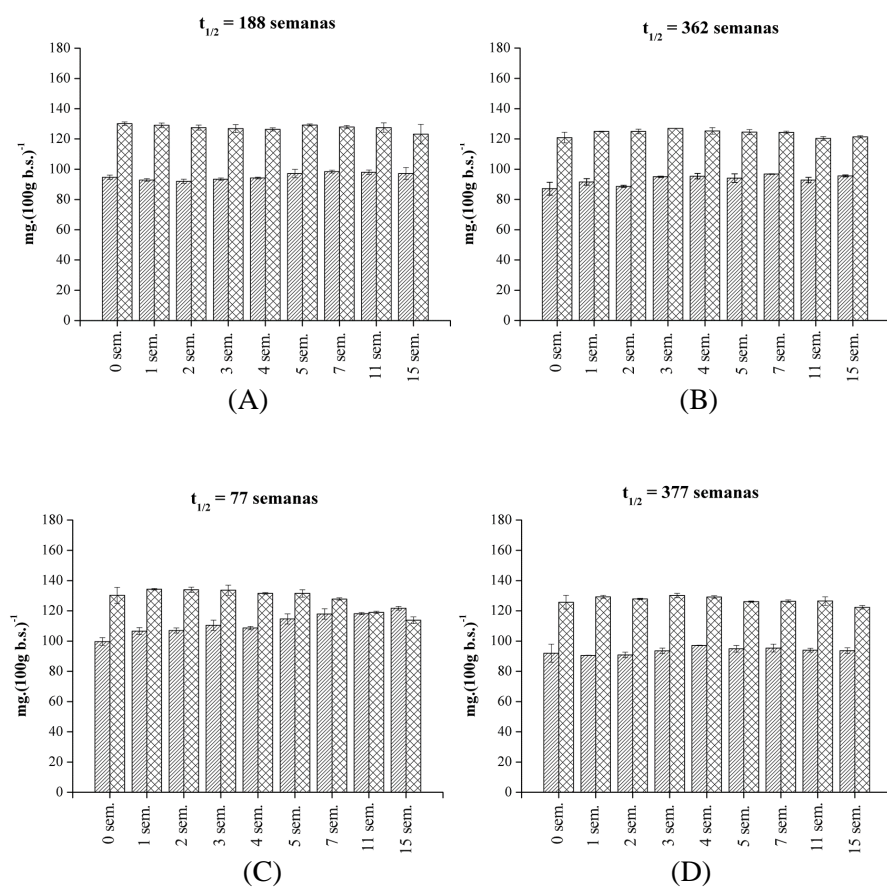 t1/2 = 188 semanas
mg.(100g b.s.)-1
180
160
140
120
100
80
60
40
20
0
0 sem.
1 sem.
2 sem.
3 sem.
4 sem.
5 sem.
7 sem.
11 sem.
15 sem.
(A)
t1/2 = 362 semanas
mg.(100g b.s.)-1
180
160
140
120
100
80
60
40
20
0
0 sem.
1 sem.
2 sem.
3 sem.
4 sem.
5 sem.
7 sem.
11 sem.
15 sem.
(B)
t1/2 = 77 semanas
mg.(100g b.s.)-1
180
160
140
120
100
80
60
40
20
0
0 sem.
1 sem.
2 sem.
3 sem.
4 sem.
5 sem.
7 sem.
11 sem.
15 sem.
(C)
t1/2 = 377 semanas
mg.(100g b.s.)-1
180
160
140
120
100
80
60
40
20
0
0 sem.
1 sem.
2 sem.
3 sem.
4 sem.
5 sem.
7 sem.
11 sem.
15 sem.
(D)